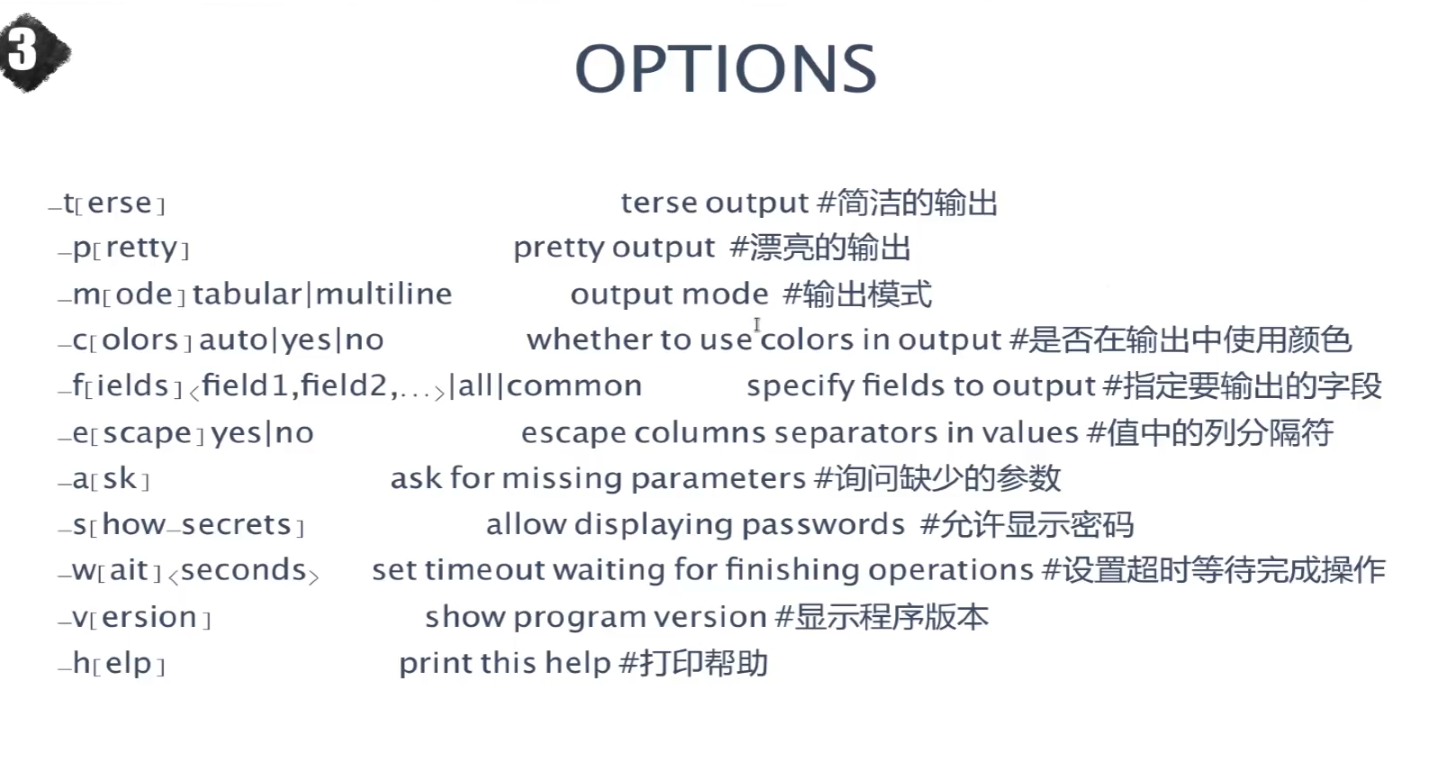 3
OPTIONS
-t[erse] terse output #简洁的输出
-p[retty] pretty output #漂亮的输出
-m[ode] tabular|multiline output mode #输出模式
-c[olors] auto|yes|no whether to use colors in output #是否在输出中使用颜色
-f[ields] <field1,field2,...>|all|common specify fields to output #指定要输出的字段
-e[scape] yes|no escape columns separators in values #值中的列分隔符
-a[sk] ask for missing parameters #询问缺少的参数
-s[how-secrets] allow displaying passwords #允许显示密码
-w[ait] <seconds> set timeout waiting for finishing operations #设置超时等待完成操作
-v[ersion] show program version #显示程序版本
-h[elp] print this help #打印帮助